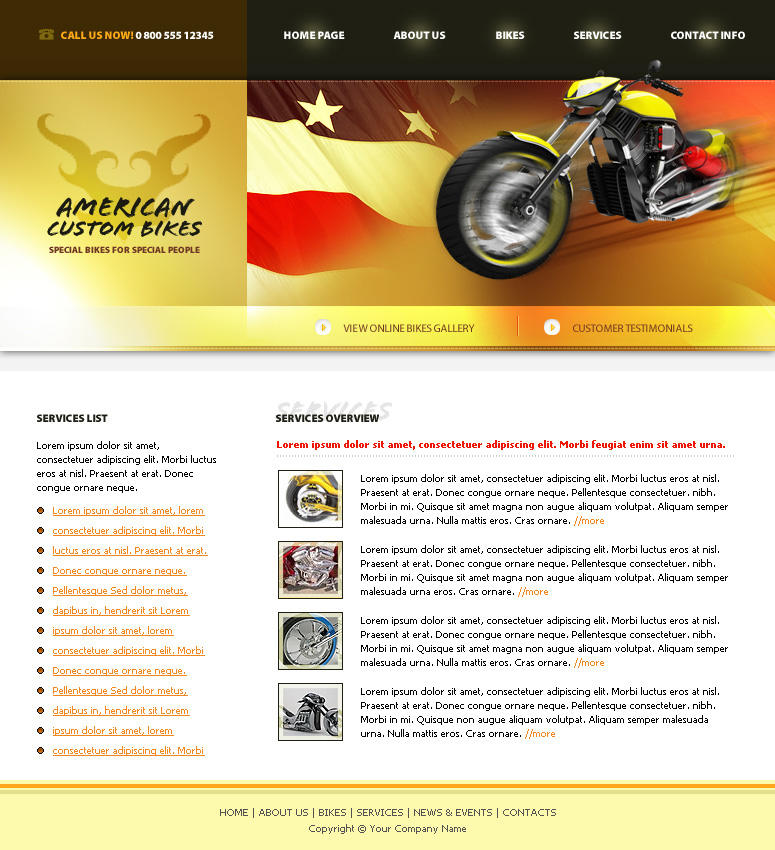 CALL US NOW! 0 800 555 12345
HOME PAGE
ABOUT US
BIKES
SERVICES
CONTACT INFO
AMERICAN
CUSTOM BIKES
SPECIAL BIKES FOR SPECIAL PEOPLE
VIEW ONLINE BIKES GALLERY
CUSTOMER TESTIMONIALS
SERVICES LIST
Lorem ipsum dolor sit amet,
consectetuer adipiscing elit. Morbi luctus
eros at nisl. Praesent at erat. Donec
congue ornare neque.
Lorem ipsum dolor sit amet, lorem
consectetuer adipiscing elit. Morbi
luctus eros at nisl. Praesent at erat.
Donec congue ornare neque.
Pellentesque Sed dolor metus,
dapibus in, hendrerit sit Lorem
ipsum dolor sit amet, lorem
consectetuer adipiscing elit. Morbi
Donec congue ornare neque.
Pellentesque Sed dolor metus,
dapibus in, hendrerit sit Lorem
ipsum dolor sit amet, lorem
consectetuer adipiscing elit. Morbi
SERVICES
SERVICES OVERVIEW
Lorem ipsum dolor sit amet, consectetuer adipiscing elit. Morbi feugiat enim sit amet urna.
Lorem ipsum dolor sit amet, consectetuer adipiscing elit. Morbi luctus eros at nisl.
Praesent at erat. Donec congue ornare neque. Pellentesque consectetuer. nibh.
Morbi in mi. Quisque sit amet magna non augue aliquam volutpat. Aliquam semper
malesuada urna. Nulla mattis eros. Cras ornare. //more
Lorem ipsum dolor sit amet, consectetuer adipiscing elit. Morbi luctus eros at nisl.
Praesent at erat. Donec congue ornare neque. Pellentesque consectetuer. nibh.
Morbi in mi. Quisque sit amet magna non augue aliquam volutpat. Aliquam semper
malesuada urna eros. Cras ornare. //more
Lorem ipsum dolor sit amet, consectetuer adipiscing elit. Morbi luctus eros at nisl.
Praesent at erat. Donec congue ornare neque. Pellentesque consectetuer. nibh.
Morbi in mi. Quisque sit amet magna non augue aliquam volutpat. Aliquam semper
malesuada urna. Nulla mattis eros. Cras ornare. //more
Lorem ipsum dolor sit amet, consectetuer adipiscing elit. Morbi luctus eros at nisl.
Praesent at erat. Donec congue ornare neque. Pellentesque consectetuer. nibh.
Morbi in mi. Quisque non augue aliquam volutpat. Aliquam semper malesuada
urna. Nulla mattis eros. Cras ornare. //more
HOME | ABOUT US | BIKES | SERVICES | NEWS & EVENTS | CONTACTS
Copyright © Your Company Name